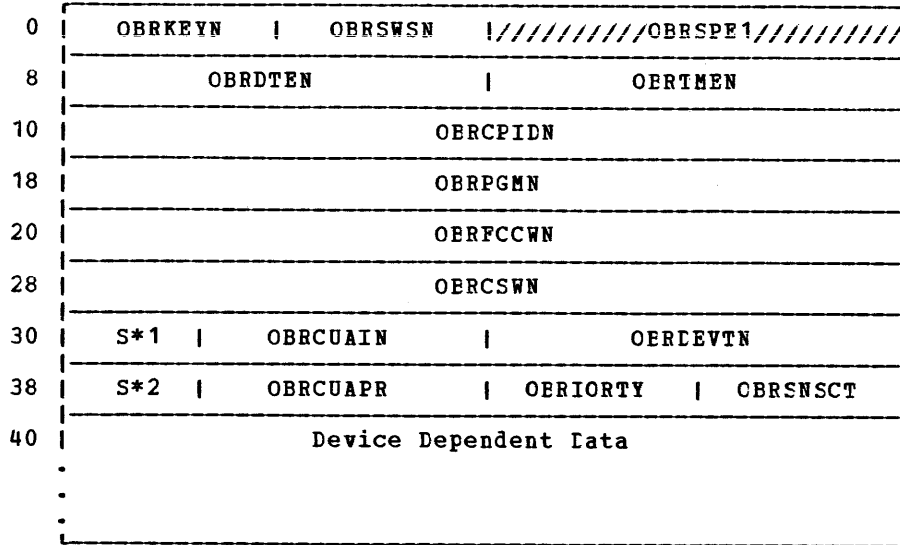 0 | OBRKEYN | OBRSWSN |//////////OBRSPE1//////////
8 | OBRDTEN | OBRTMEN
10 | OBRCPIDN
18 | OBRPGMN
20 | OBRFCCWN
28 | OBRCSWN
30 | S*1 | OBRCUAIN | OBRDEVTN
38 | S*2 | OBRCUAPR | OBRIORTY | OBRSNSCT
40 | Device Dependent Data